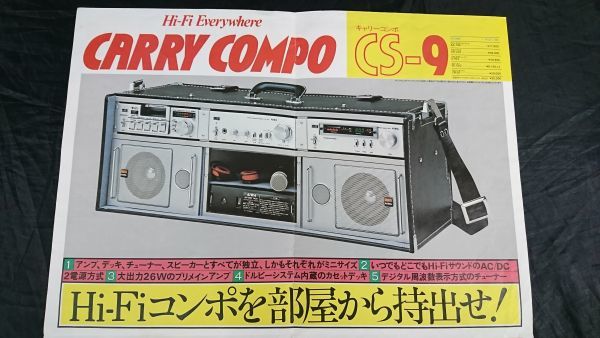 Hi-Fi Everywhere
CARRY COMPO
キャリーコンポ
CS-9
1 アンプ、デッキ、チューナー、スピーカーとすべてが独立、しかもそれぞれがミニサイズ 2 いつでもどこでもHi-FiサウンドのAC/DC
2電源方式 3 大出力26Wのプリメインアンプ 4 ドルビーシステム内蔵のカセットデッキ 5 デジタル周波数表示方式のチューナー
Hi-Fiコンポを部屋から持出せ!